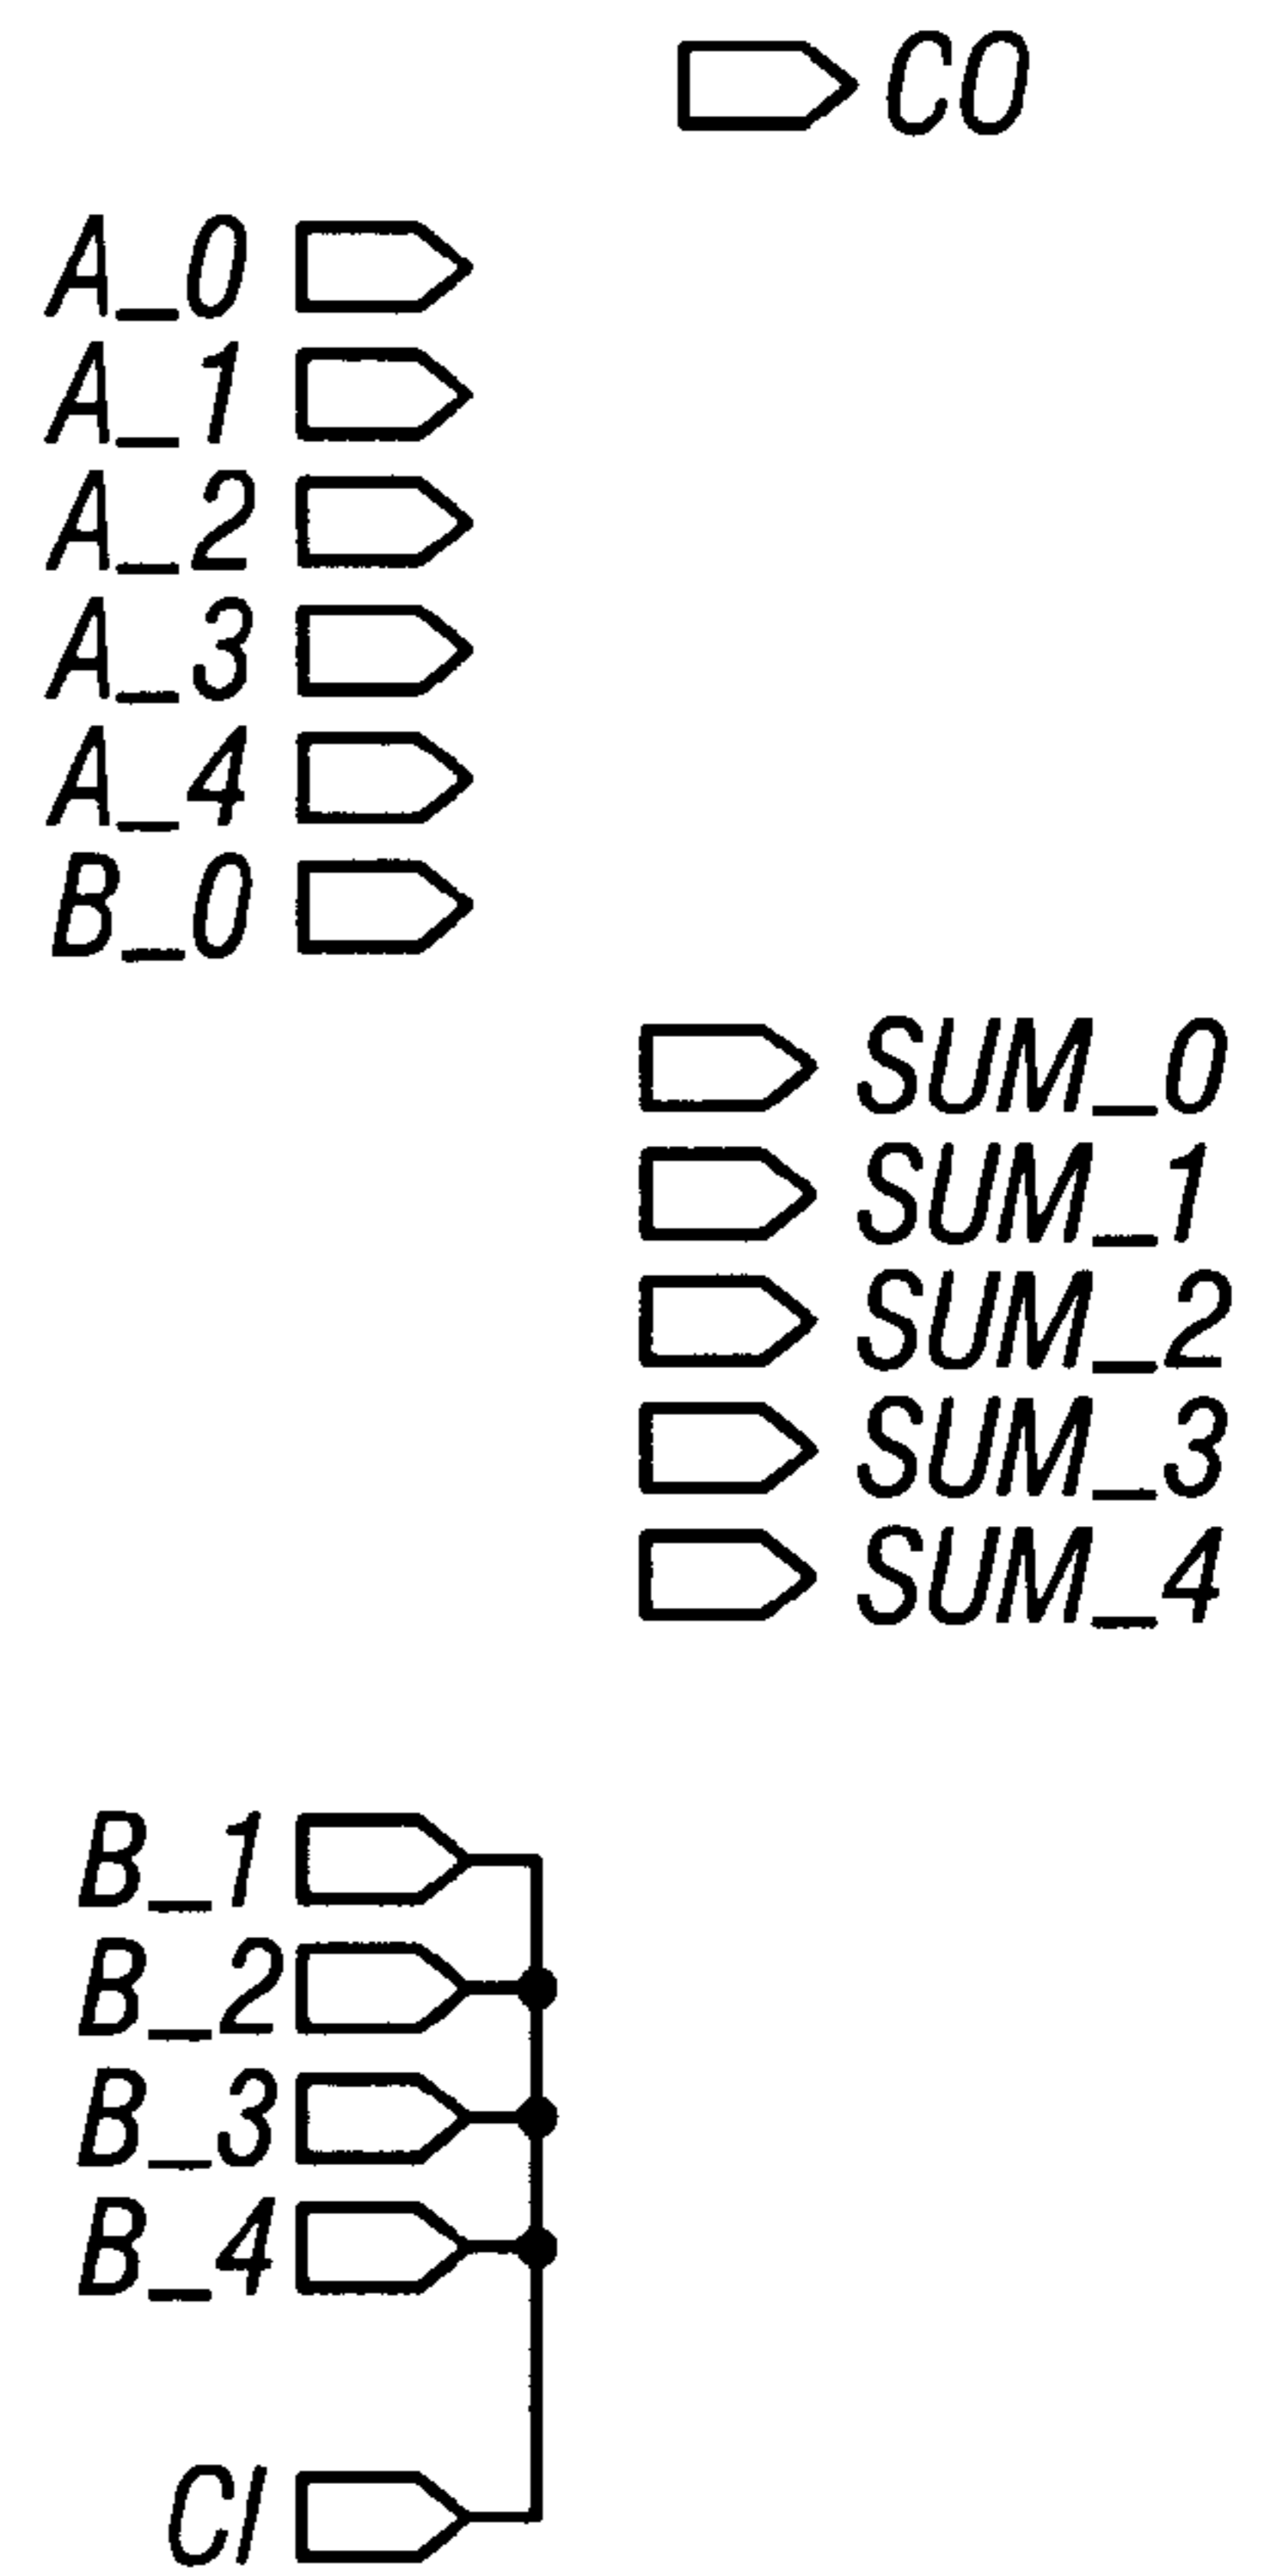 CO
A_0
A_1
A_2
A_3
A_4
B_0
SUM_0
SUM_1
SUM_2
SUM_3
SUM_4
B_1
B_2
B_3
B_4
CI